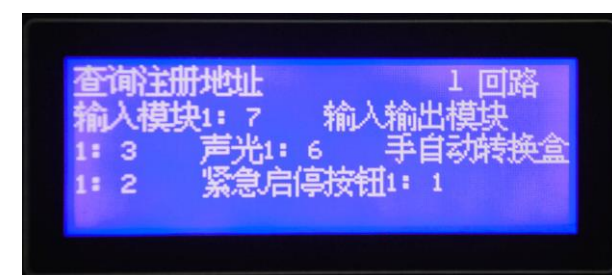 查询注册地址 1 回路
输入模块1: 7 输入输出模块
1: 3 声光1: 6 手自动转换盒
1: 2 紧急启停按钮1: 1